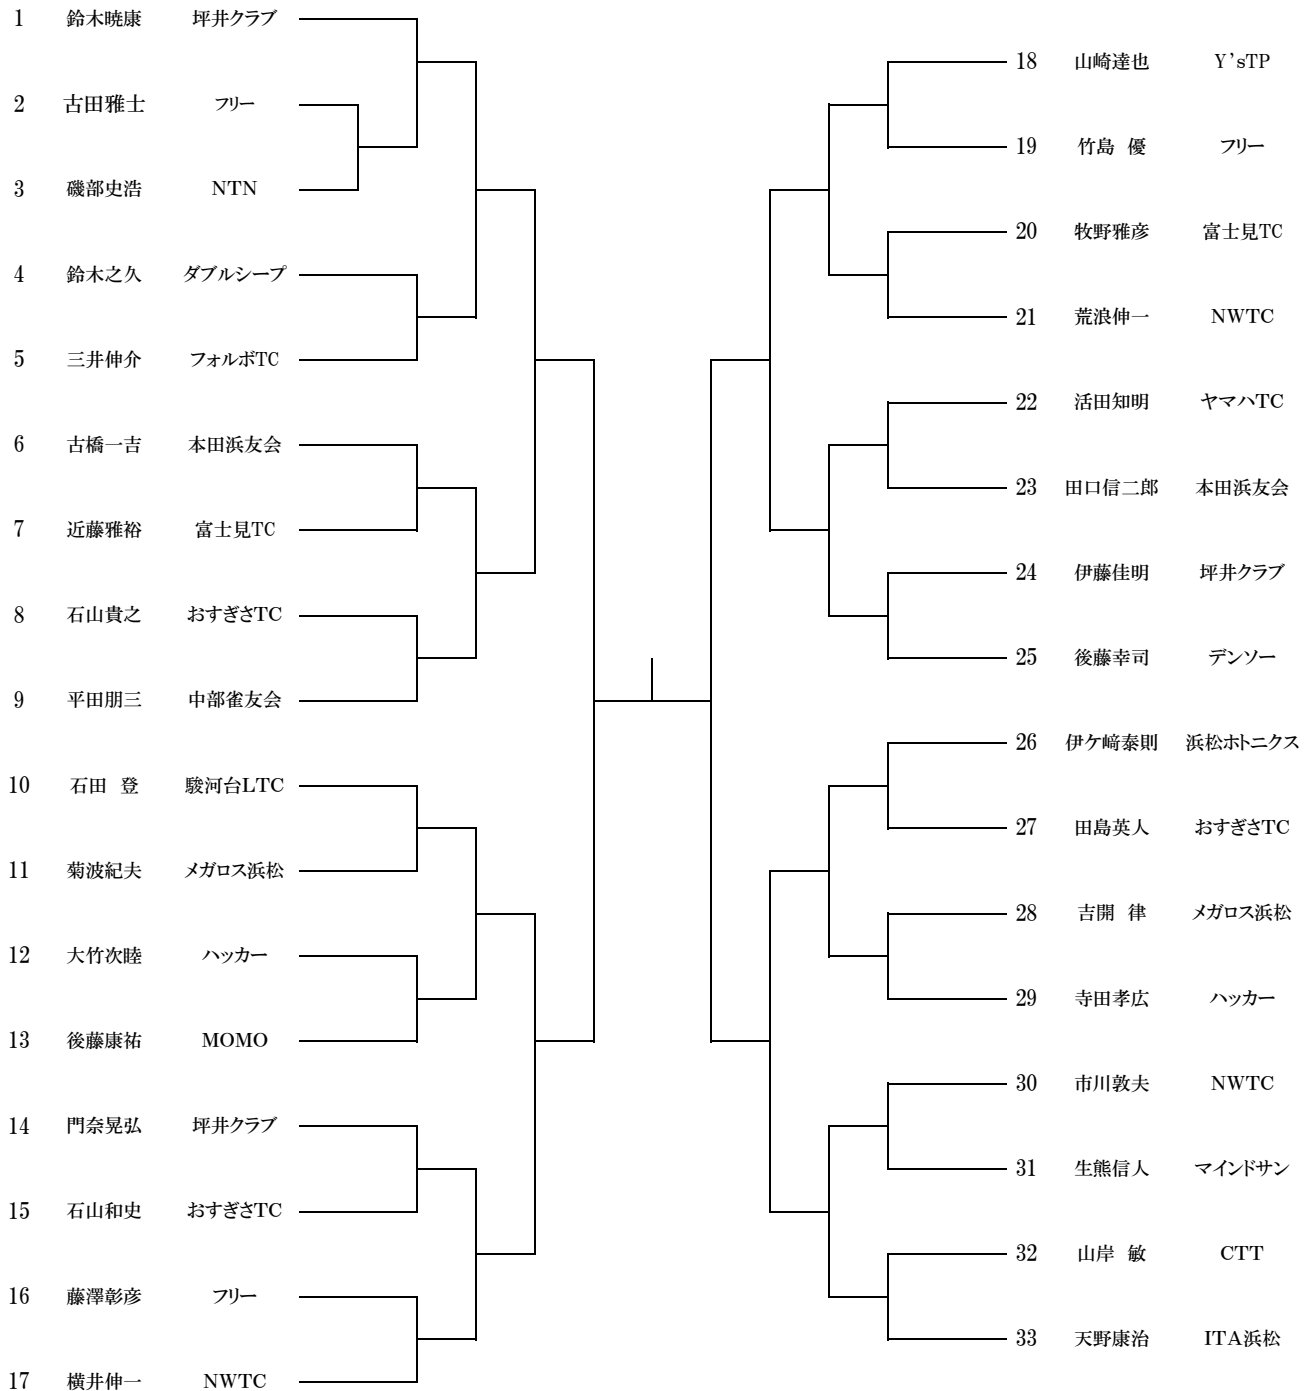 1 鈴木暁康 坪井クラブ
2 古田雅士 フリー
3 磯部史浩 NTN
4 鈴木之久 ダブルシープ
5 三井伸介 フォルボTC
6 古橋一吉 本田浜友会
7 近藤雅裕 富士見TC
8 石山貴之 おすぎさTC
9 平田朋三 中部雀友会
10 石田 登 駿河台LTC
11 菊波紀夫 メガロス浜松
12 大竹次睦 ハッカー
13 後藤康祐 MOMO
14 門奈晃弘 坪井クラブ
15 石山和史 おすぎさTC
16 藤澤彰彦 フリー
17 横井伸一 NWTC
18 山崎達也 Y’sTP
19 竹島 優 フリー
20 牧野雅彦 富士見TC
21 荒浪伸一 NWTC
22 活田知明 ヤマハTC
23 田口信二郎 本田浜友会
24 伊藤佳明 坪井クラブ
25 後藤幸司 デンソー
26 伊ケ﨑泰則 浜松ホトニクス
27 田島英人 おすぎさTC
28 吉開 律 メガロス浜松
29 寺田孝広 ハッカー
30 市川敦夫 NWTC
31 生熊信人 マインドサン
32 山岸 敏 CTT
33 天野康治 ITA浜松